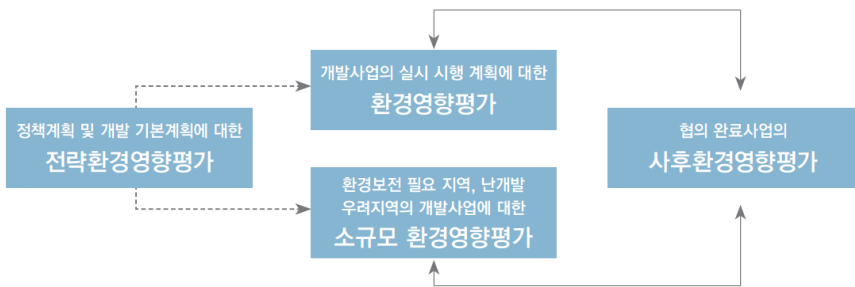 정책계획 및 개발 기본계획에 대한
전략환경영향평가
개발사업의 실시 시행 계획에 대한
환경영향평가
환경보전 필요 지역, 난개발
우려지역의 개발사업에 대한
소규모 환경영향평가
협의 완료사업의
사후환경영향평가